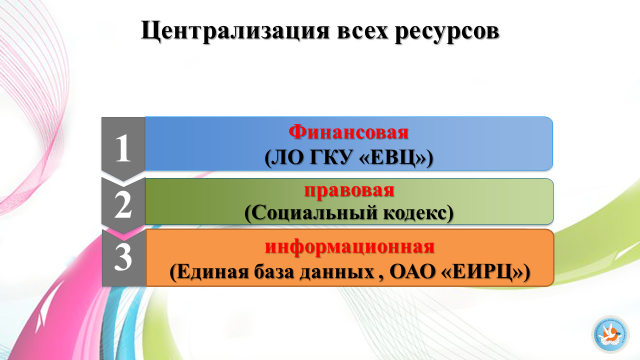 Централизация всех ресурсов
1
Финансовая
(ЛО ГКУ «ЕВЦ»)
2
правовая
(Социальный кодекс)
3
информационная
(Единая база данных , ОАО «ЕИРЦ»)